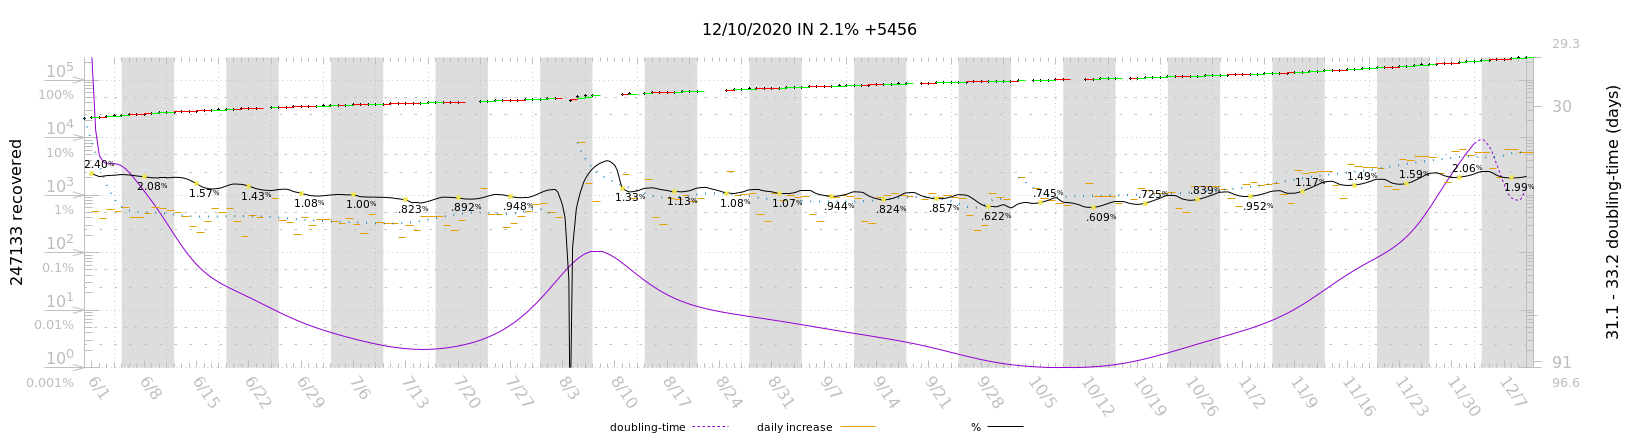 12/10/2020 IN 2.1% +5456
247133 recovered
10^5
100%
10^4
10%
10^3
1%
10^2
0.1%
10^1
0.01%
10^0
0.001%
29.3
30
91
96.6
31.1 - 33.2 doubling-time (days)
2.40% 2.08% 1.57% 1.43% 1.08% 1.00% .823% .892% .948% 1.33% 1.13% 1.08% 1.07% .944% .824% .857% .622% .745% .609% .725% .839% .952% 1.17% 1.49% 1.59% 2.06% 1.99%
6/1 6/8 6/15 6/22 6/29 7/6 7/13 7/20 7/27 8/3 8/10 8/17 8/24 8/31 9/7 9/14 9/21 9/28 10/5 10/12 10/19 10/26 11/2 11/9 11/16 11/23 11/30 12/7
doubling-time daily increase %